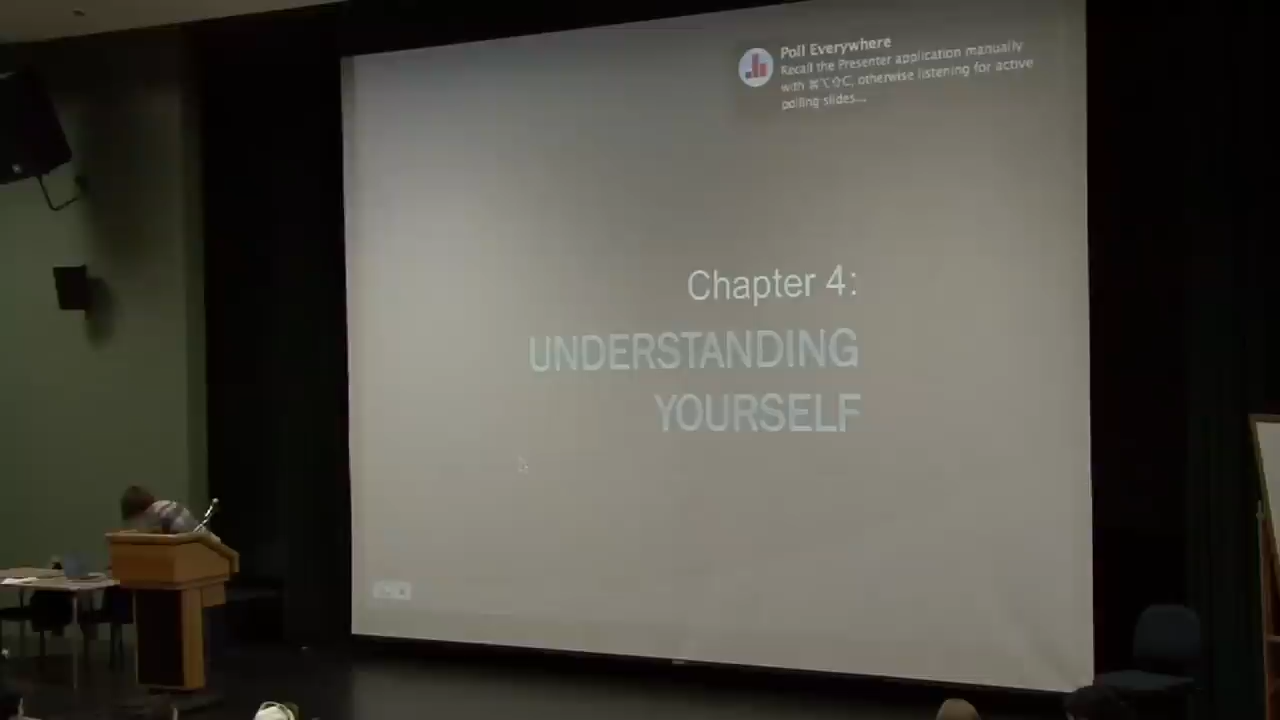 Poll Everywhere
Recall the Presenter application manually
with ⌘⌥⇧C, otherwise listening for active
polling slides...
Chapter 4:
UNDERSTANDING
YOURSELF